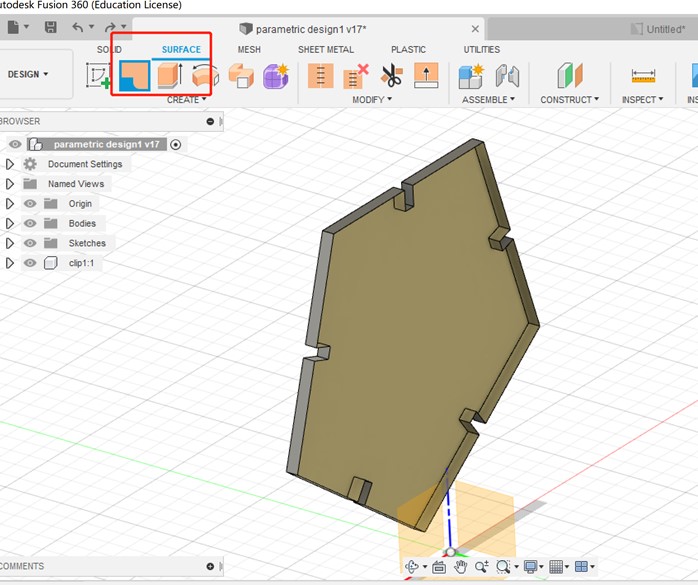 utodesk Fusion 360 (Education License)
parametric design1 v17*
Untitled*
SOLID
SURFACE
MESH
SHEET METAL
PLASTIC
UTILITIES
DESIGN
CREATE
MODIFY
ASSEMBLE
CONSTRUCT
INSPECT
INS
BROWSER
parametric design1 v17
Document Settings
Named Views
Origin
Bodies
Sketches
clip1:1
COMMENTS